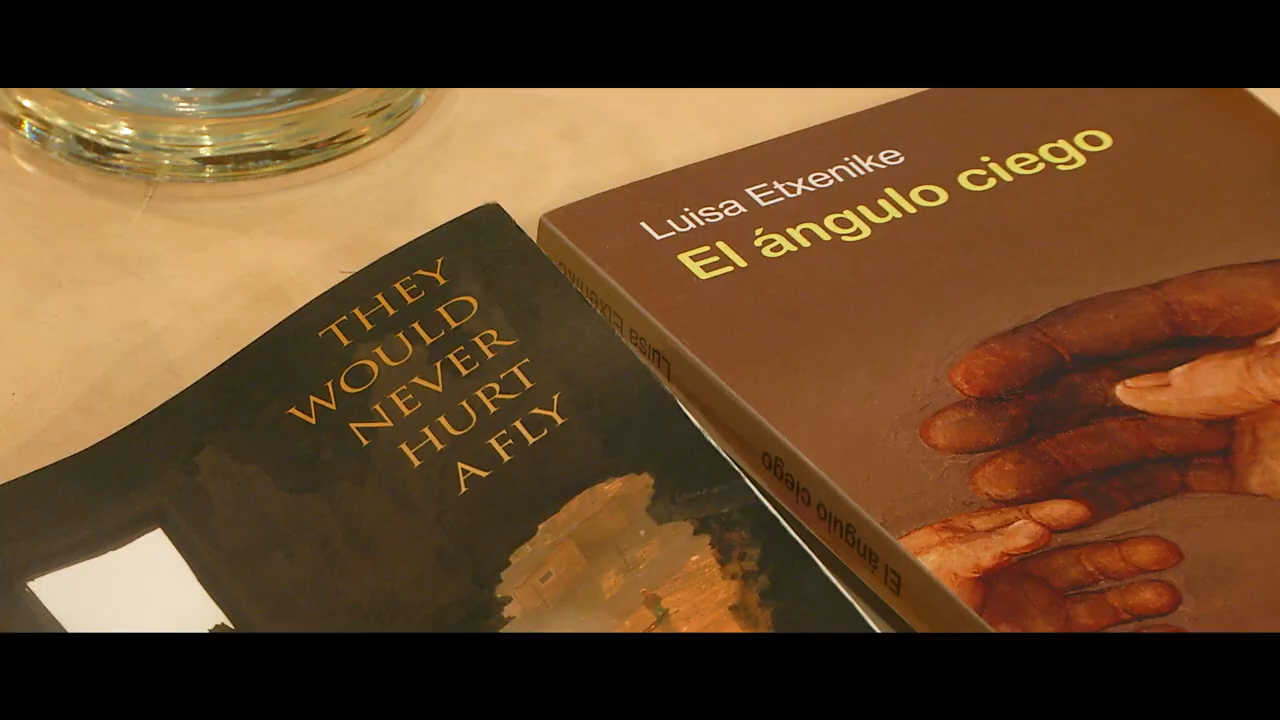 THEY
WOULD
NEVER
HURT
A FLY
Luisa Etxenike
El ángulo ciego
Luisa Etxenike
El ángulo ciego